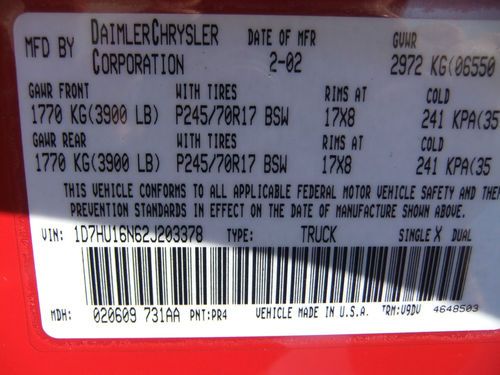 MFD BY DAIMLERCHRYSLER CORPORATION DATE OF MFR 2-02 GVWR 2972 KG(06550
GAWR FRONT WITH TIRES RIMS AT COLD
1770 KG(3900 LB) P245/70R17 BSW 17X8 241 KPA(35
GAWR REAR WITH TIRES RIMS AT COLD
1770 KG(3900 LB) P245/70R17 BSW 17X8 241 KPA(35
THIS VEHICLE CONFORMS TO ALL APPLICABLE FEDERAL MOTOR VEHICLE SAFETY AND THE
PREVENTION STANDARDS IN EFFECT ON THE DATE OF MANUFACTURE SHOWN ABOVE.
VIN: 1D7HU16N62J203378 TYPE: TRUCK SINGLE X DUAL
MDH: 020609 731AA PNT:PR4 VEHICLE MADE IN U.S.A. TRM:V9DV 4648503